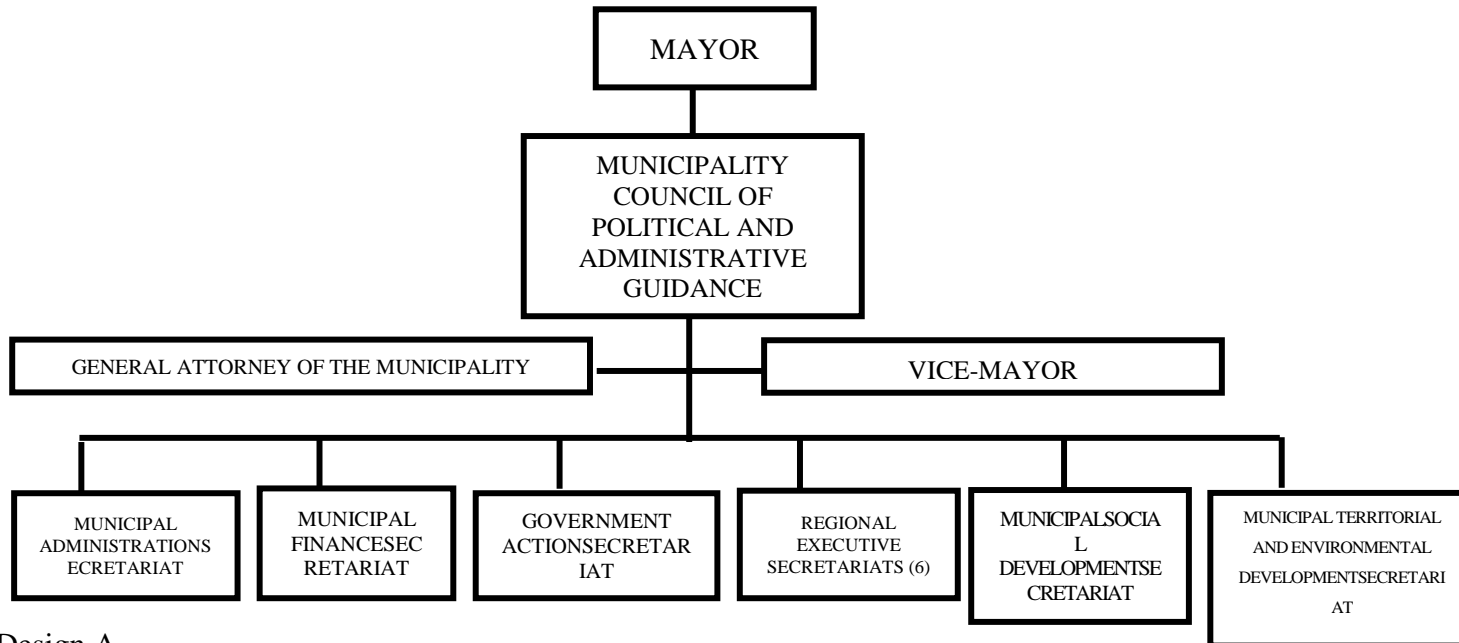 MAYOR
MUNICIPALITY
COUNCIL OF
POLITICAL AND
ADMINISTRATIVE
GUIDANCE
GENERAL ATTORNEY OF THE MUNICIPALITY
VICE-MAYOR
MUNICIPAL
ADMINISTRATIONS
ECRETARIAT
MUNICIPAL
FINANCESEC
RETARIAT
GOVERNMENT
ACTIONSECRETAR
IAT
REGIONAL
EXECUTIVE
SECRETARIATS (6)
MUNICIPALSOCIA
L
DEVELOPMENTSE
CRETARIAT
MUNICIPAL TERRITORIAL
AND ENVIRONMENTAL
DEVELOPMENTSECRETARI
AT
Design A